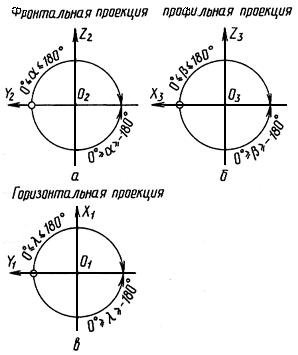 Фронтальная проекция
профильная проекция
Z₂
Z₃
0°≤α≤180°
0°≤β≤180°
Y₂
O₂
X₃
O₃
0°≥α≥-180°
0°≥β≥-180°
а
б
Горизонтальная проекция
X₁
0°≤λ≤180°
Y₁
O₁
0°≥λ≥-180°
в